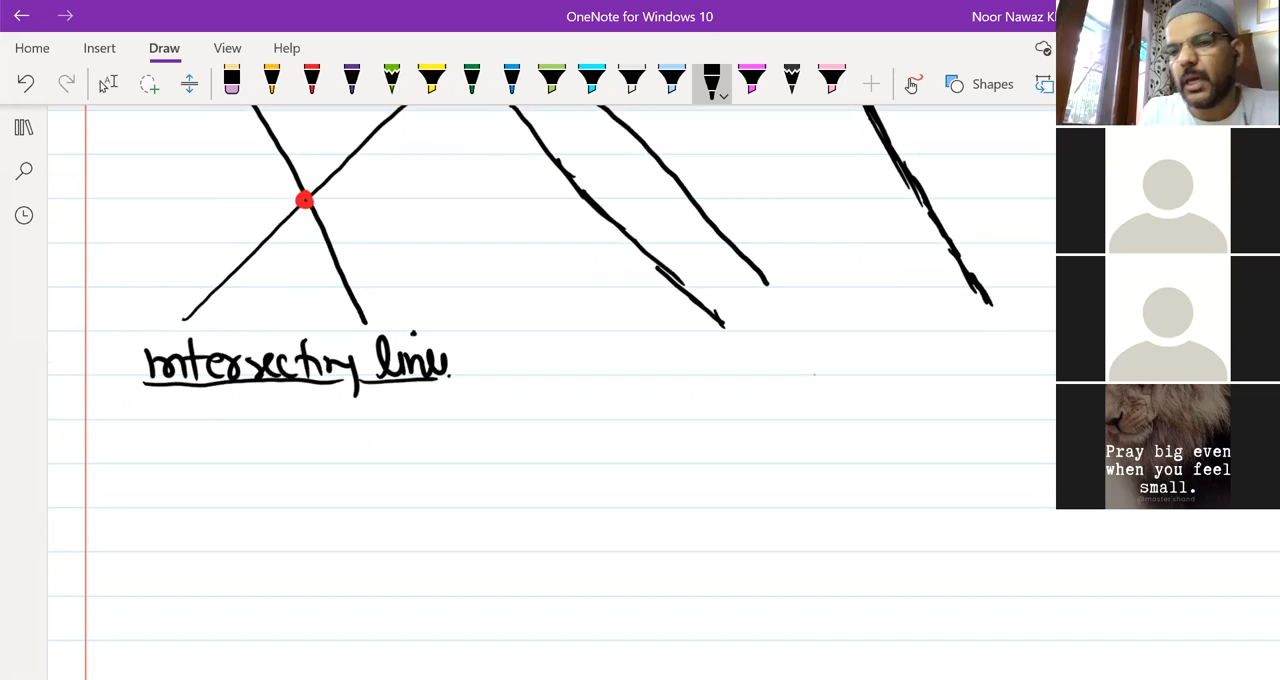 OneNote for Windows 10
Noor Nawaz K
Home Insert Draw View Help
Shapes
intersecting line.
Pray big even
when you feel
small.
@mastershand